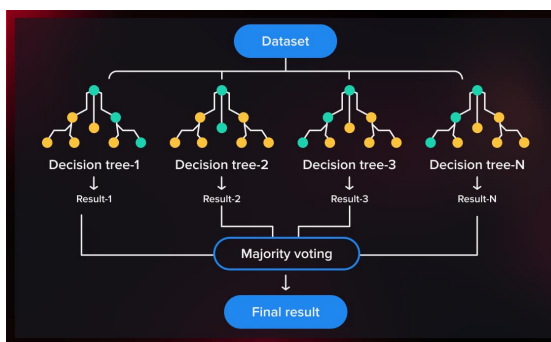 Dataset
Decision tree-1
Decision tree-2
Decision tree-3
Decision tree-N
Result-1
Result-2
Result-3
Result-N
Majority voting
Final result